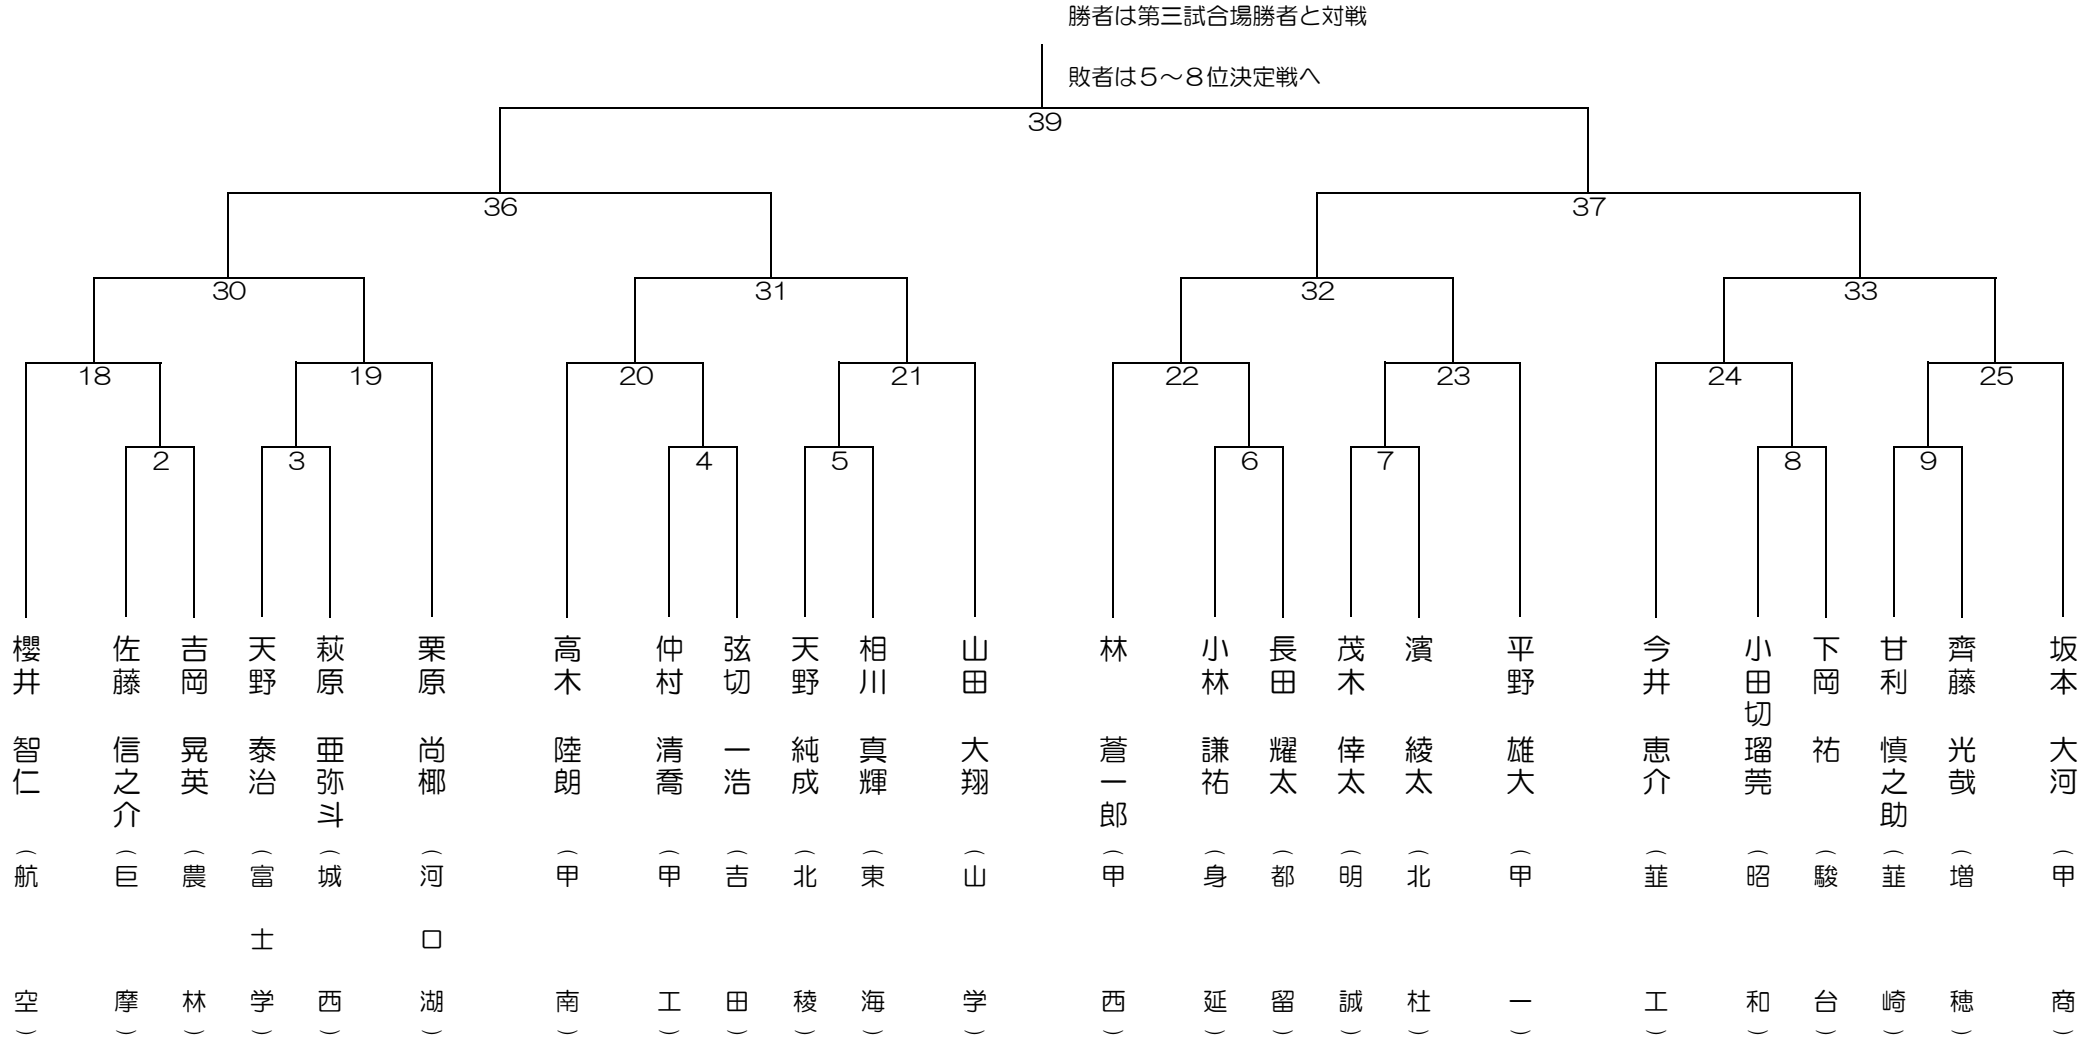 勝者は第三試合場勝者と対戦
敗者は５～８位決定戦へ
39
36
37
30
31
32
33
18
19
20
21
22
23
24
25
2
3
4
5
6
7
8
9
櫻井 智仁 （航空）
佐藤 信之介 （巨摩）
吉岡 晃英 （農林）
天野 泰治 （富士学）
萩原 亜弥斗 （城西）
栗原 尚椰 （河口湖）
高木 陸朗 （甲南）
仲村 清喬 （甲工）
弦切 一浩 （吉田）
天野 純成 （北稜）
相川 真輝 （東海）
山田 大翔 （山学）
林 蒼一郎 （甲西）
小林 謙祐 （身延）
長田 耀太 （都留）
茂木 倖太 （明誠）
濱 綾太 （北杜）
平野 雄大 （甲一）
今井 恵介 （韮工）
小田切 瑠莞 （昭和）
下岡 祐 （駿台）
甘利 慎之助 （韮崎）
齊藤 光哉 （増穂）
坂本 大河 （甲商）